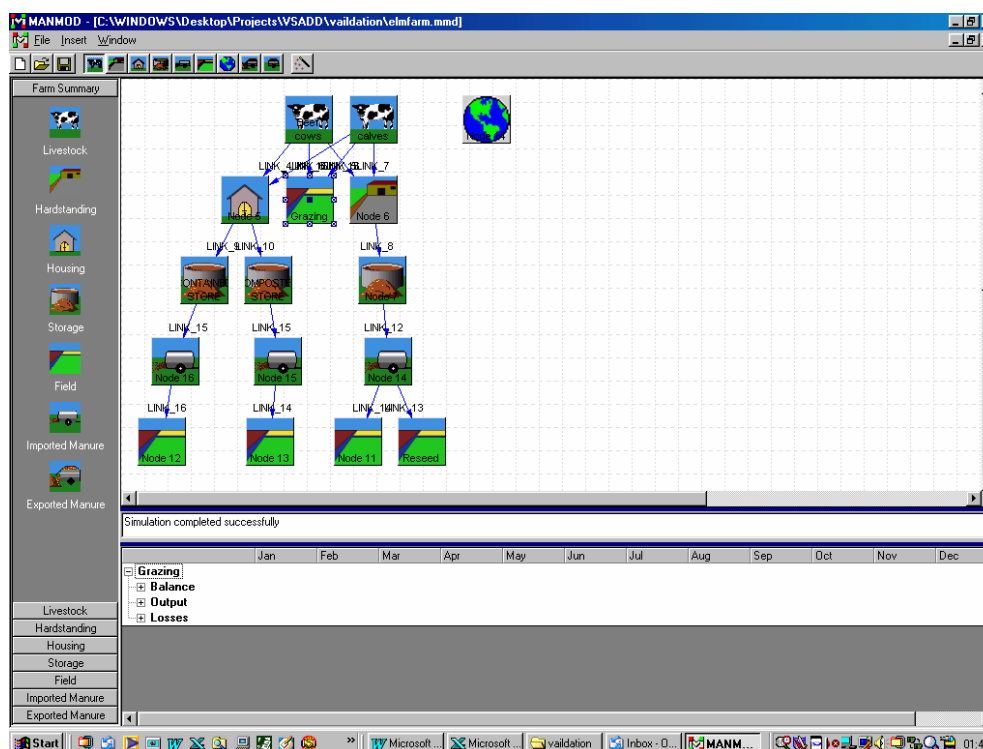 MANMOD - [C:\WINDOWS\Desktop\Projects\VSADD\vaildation\elmfarm.mmd]
File Insert Window
Farm Summary
Livestock
Hardstanding
Housing
Storage
Field
Imported Manure
Exported Manure
Livestock
Hardstanding
Housing
Storage
Field
Imported Manure
Exported Manure
cows
calves
LINK_7
Node 5
Grazing
Node 6
LINK_9
LINK_10
LINK_8
STORE
STORE
Node 7
LINK_15
LINK_15
LINK_12
Node 16
Node 15
Node 14
LINK_16
LINK_14
LINK_13
Node 12
Node 13
Node 11
Reseed
Simulation completed successfully
Jan Feb Mar Apr May Jun Jul Aug Sep Oct Nov Dec
Grazing
Balance
Output
Losses
Start
»
Microsoft ...
Microsoft ...
vaildation
Inbox - O...
MANM...